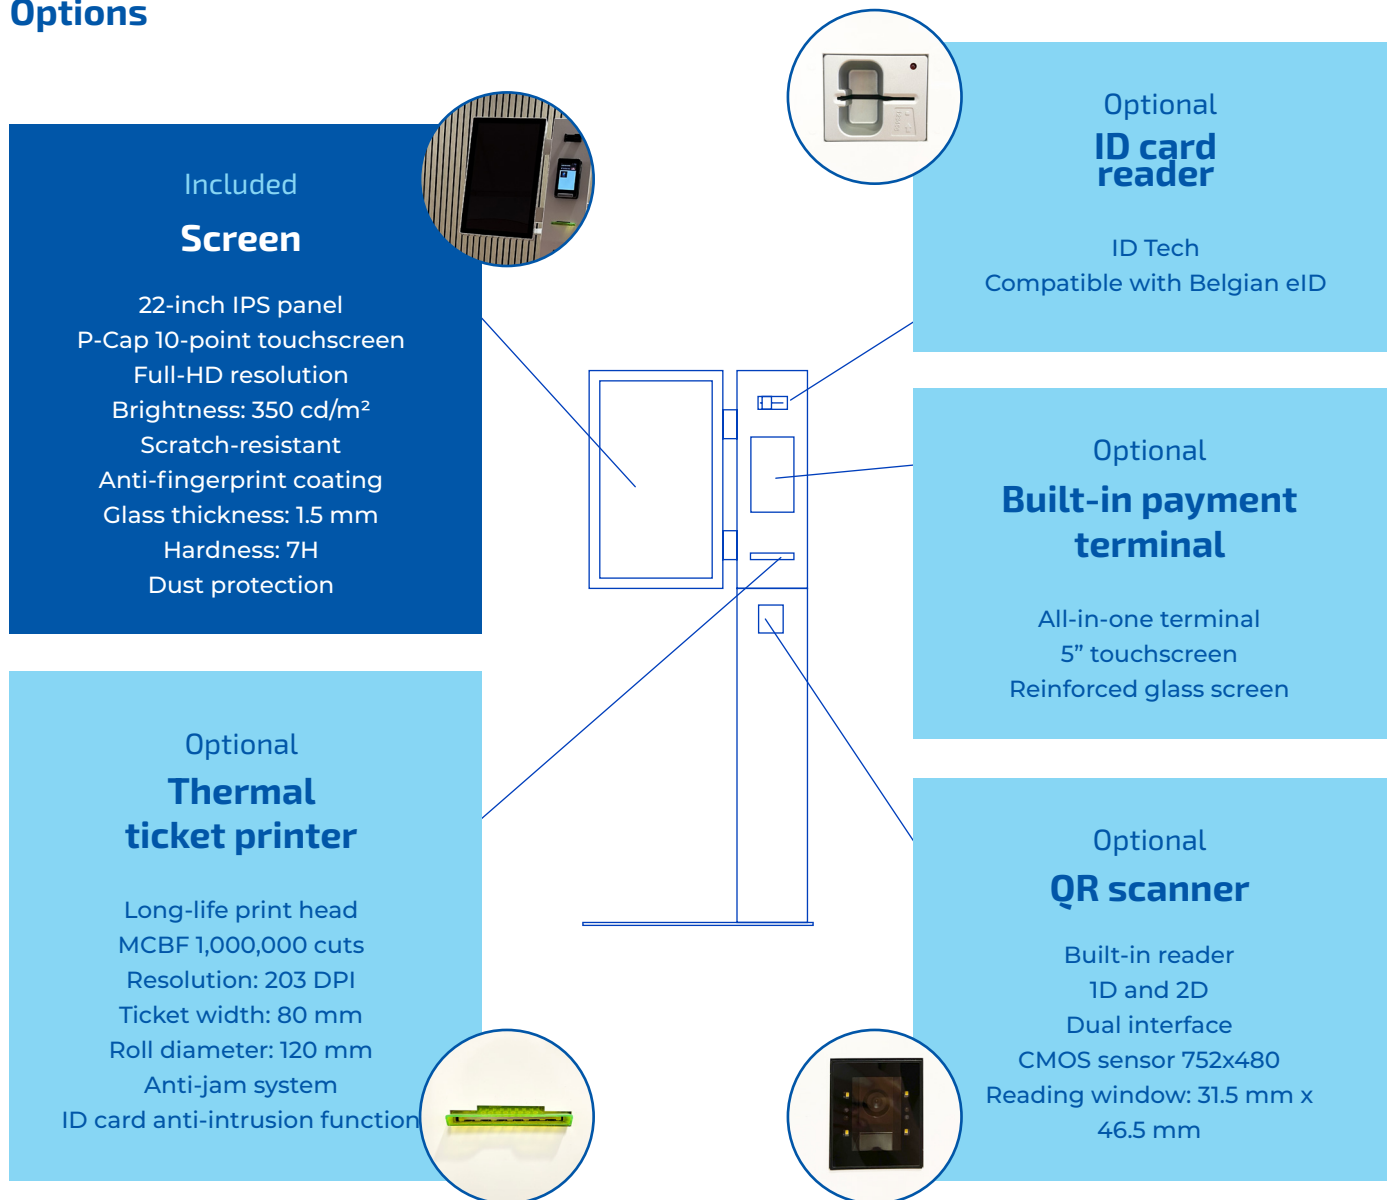 Options
Included
Screen
22-inch IPS panel
P-Cap 10-point touchscreen
Full-HD resolution
Brightness: 350 cd/m²
Scratch-resistant
Anti-fingerprint coating
Glass thickness: 1.5 mm
Hardness: 7H
Dust protection
Optional
ID card
reader
ID Tech
Compatible with Belgian eID
Optional
Built-in payment
terminal
All-in-one terminal
5” touchscreen
Reinforced glass screen
Optional
Thermal
ticket printer
Long-life print head
MCBF 1,000,000 cuts
Resolution: 203 DPI
Ticket width: 80 mm
Roll diameter: 120 mm
Anti-jam system
ID card anti-intrusion function
Optional
QR scanner
Built-in reader
1D and 2D
Dual interface
CMOS sensor 752x480
Reading window: 31.5 mm x
46.5 mm